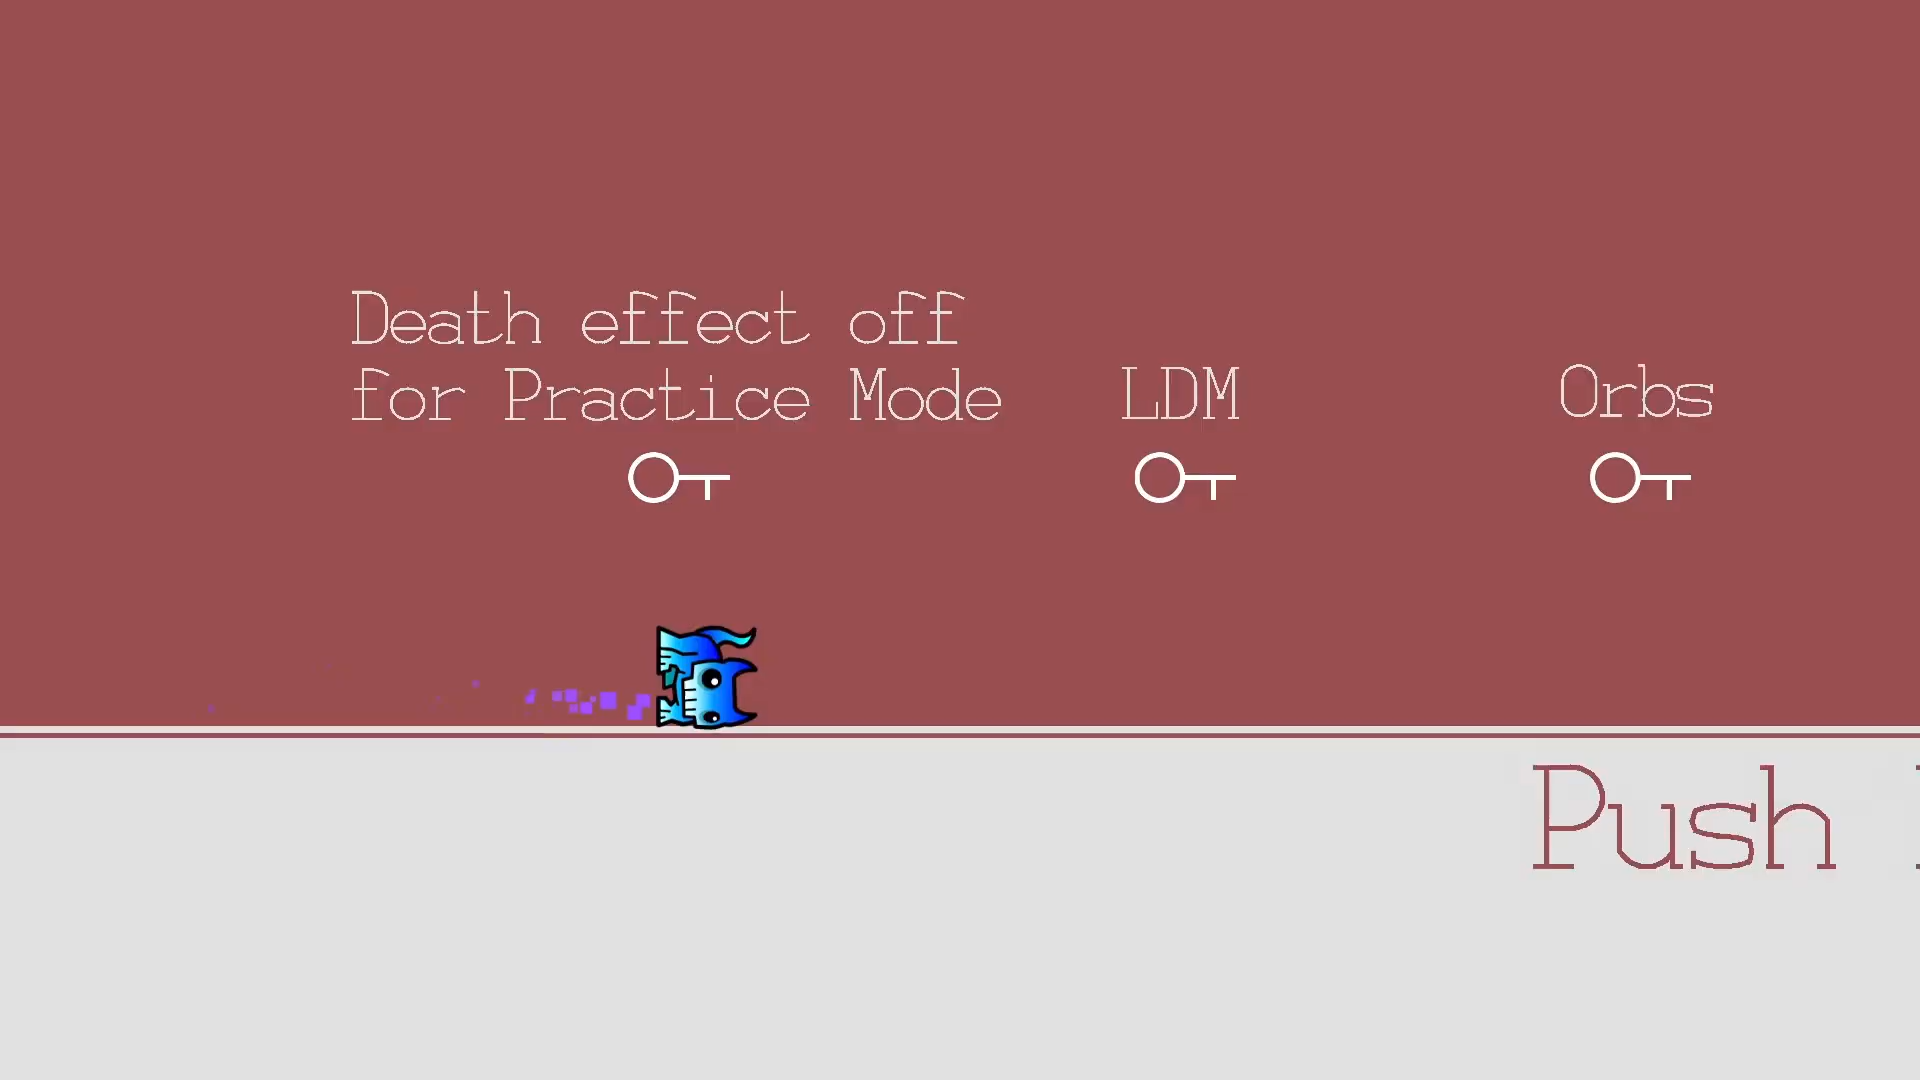 Death effect off
for Practice Mode
LDM
Orbs
Push